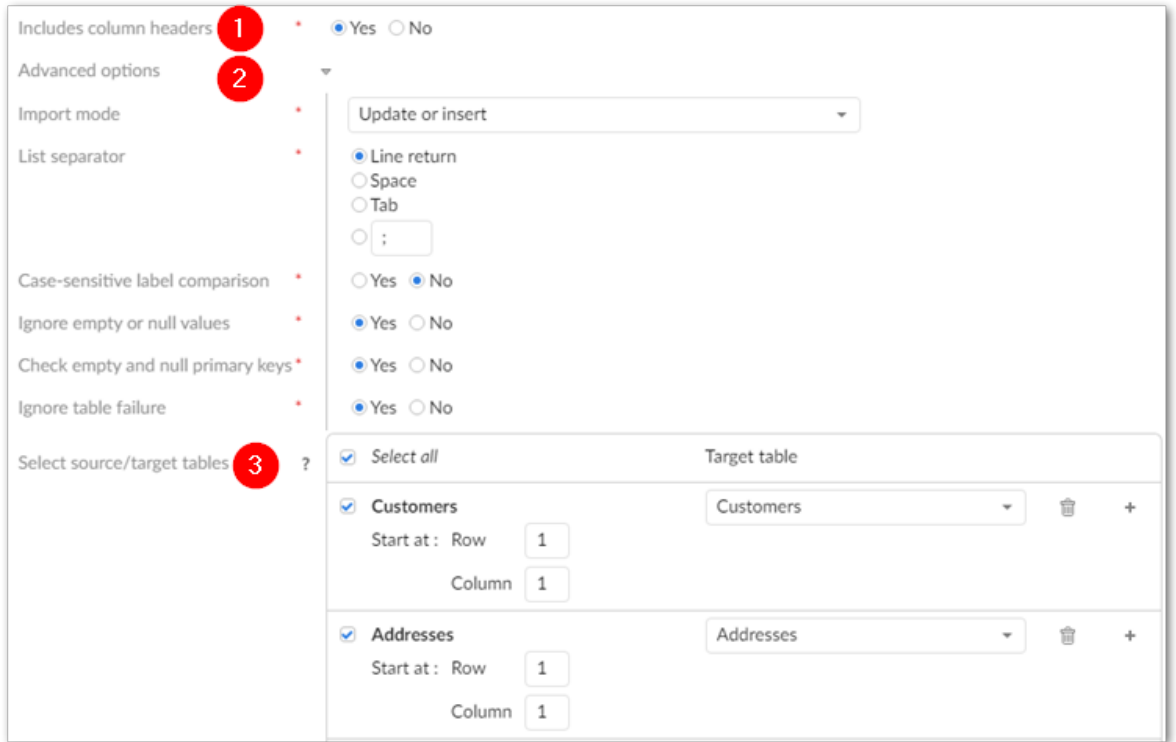 Includes column headers 1 * Yes No
Advanced options 2
Import mode * Update or insert
List separator * Line return
Space
Tab
;
Case-sensitive label comparison * Yes No
Ignore empty or null values * Yes No
Check empty and null primary keys * Yes No
Ignore table failure * Yes No
Select source/target tables 3 ? Select all Target table
Customers Customers +
Start at : Row 1
Column 1
Addresses Addresses +
Start at : Row 1
Column 1